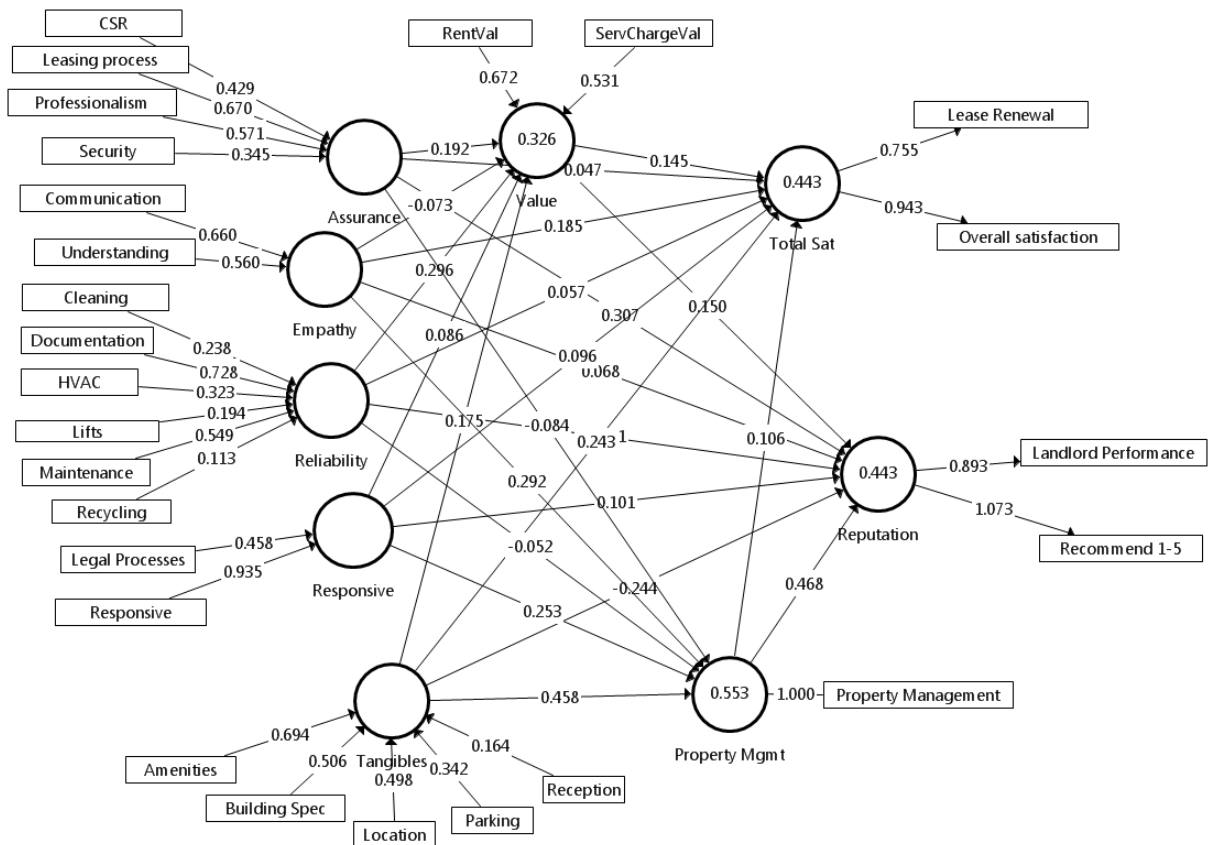 CSR
Leasing process
Professionalism
Security
Communication
Understanding
Cleaning
Documentation
HVAC
Lifts
Maintenance
Recycling
Legal Processes
Responsive
Amenities
Building Spec
Location
Parking
Reception
RentVal
ServChargeVal
0.429
0.670
0.571
0.345
0.660
0.560
0.238
0.728
0.323
0.194
0.549
0.113
0.458
0.935
0.694
0.506
0.498
0.342
0.164
0.672
0.531
Assurance
Empathy
Reliability
Responsive
Tangibles
0.326
Value
0.443
Total Sat
0.443
Reputation
0.553
Property Mgmt
0.192
0.047
-0.073
0.185
0.296
0.086
0.057
0.307
0.150
0.096
0.068
0.175
-0.084
0.243
1
0.106
0.292
0.101
-0.052
-0.244
0.253
0.468
0.458
0.145
0.755
0.943
0.893
1.073
1.000
Lease Renewal
Overall satisfaction
Landlord Performance
Recommend 1-5
Property Management